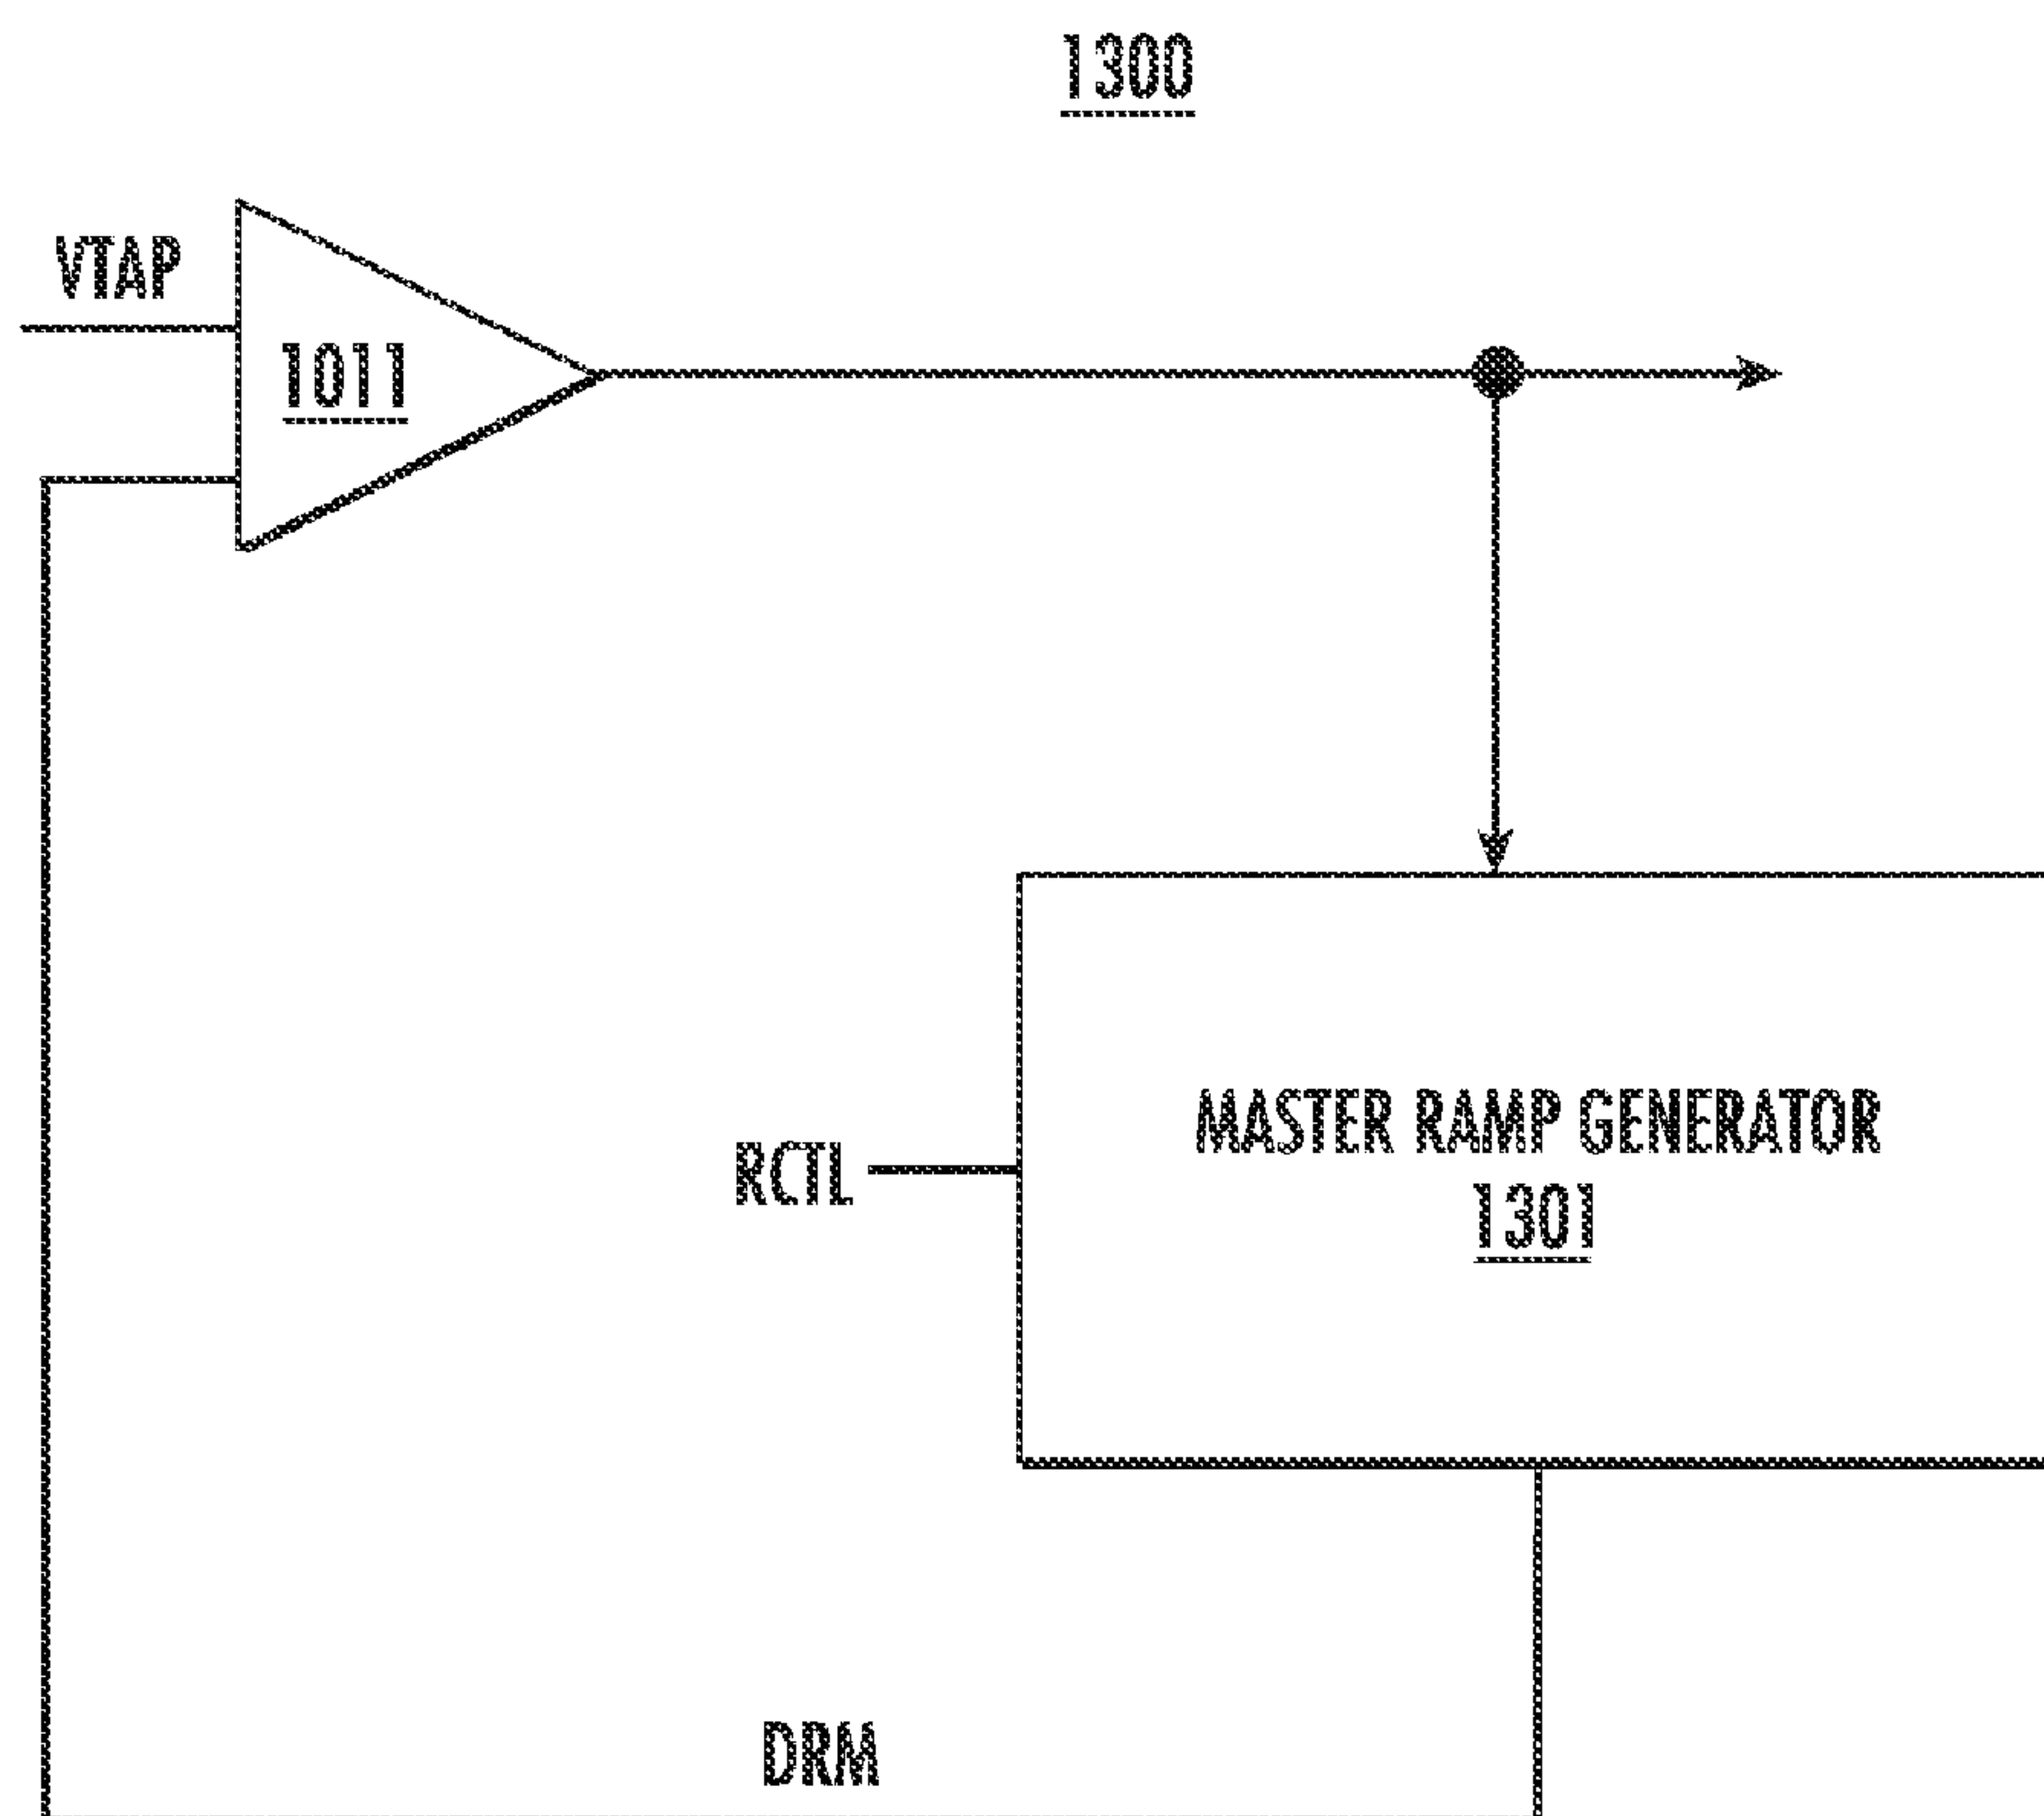 1300
VTAP
1011
MASTER RAMP GENERATOR
RCTL
1301
DRM